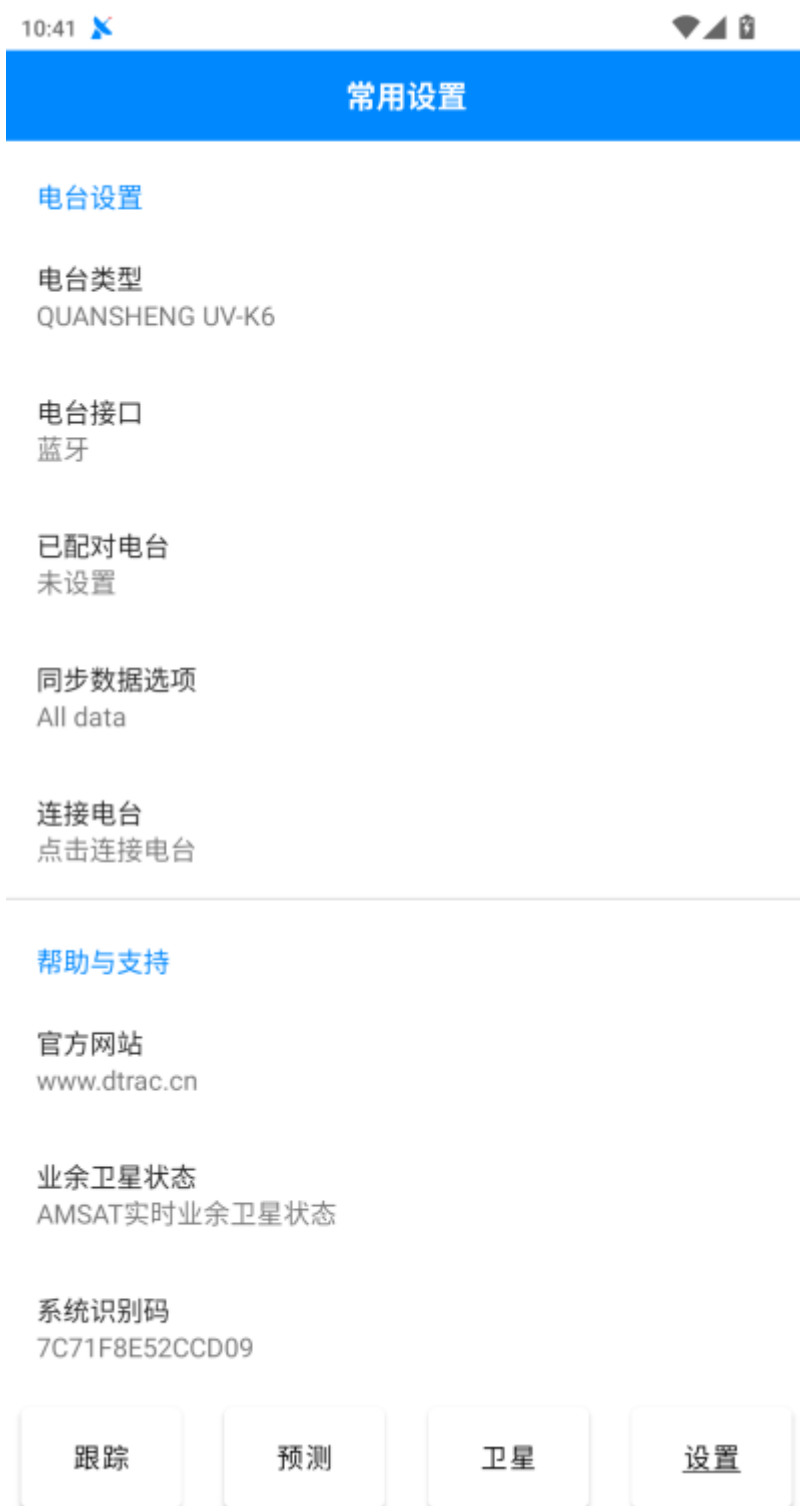 10:41
常用设置
电台设置
电台类型
QUANSHENG UV-K6
电台接口
蓝牙
已配对电台
未设置
同步数据选项
All data
连接电台
点击连接电台
帮助与支持
官方网站
www.dtrac.cn
业余卫星状态
AMSAT实时业余卫星状态
系统识别码
7C71F8E52CCD09
跟踪 预测 卫星 设置